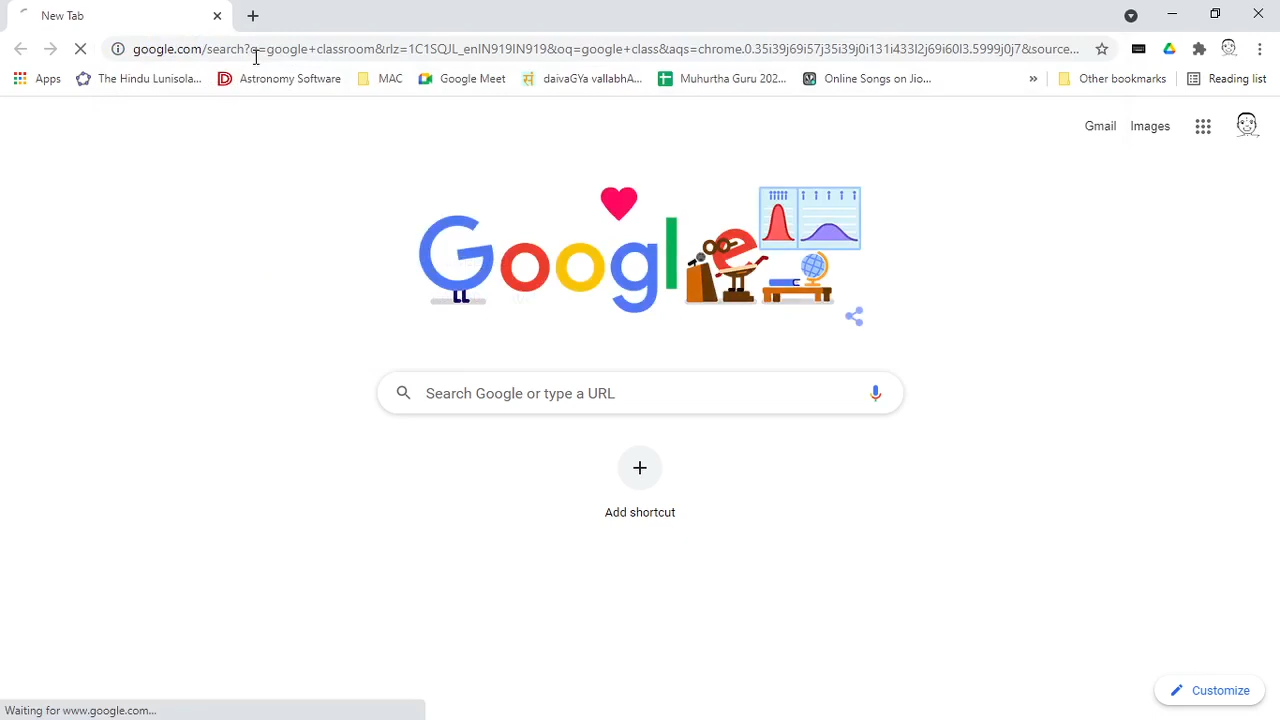 New Tab
google.com/search?q=google+classroom&rlz=1C1SQJL_enIN919IN919&oq=google+class&aqs=chrome.0.35i39j69i57j35i39j0i131i433l2j69i60l3.5999j0j7&source...
Apps The Hindu Lunisola... Astronomy Software MAC Google Meet daivaGya vallabhA... Muhurtha Guru 202... Online Songs on Jio... » Other bookmarks Reading list
Gmail Images
Google
Search Google or type a URL
Add shortcut
Customize
Waiting for www.google.com...